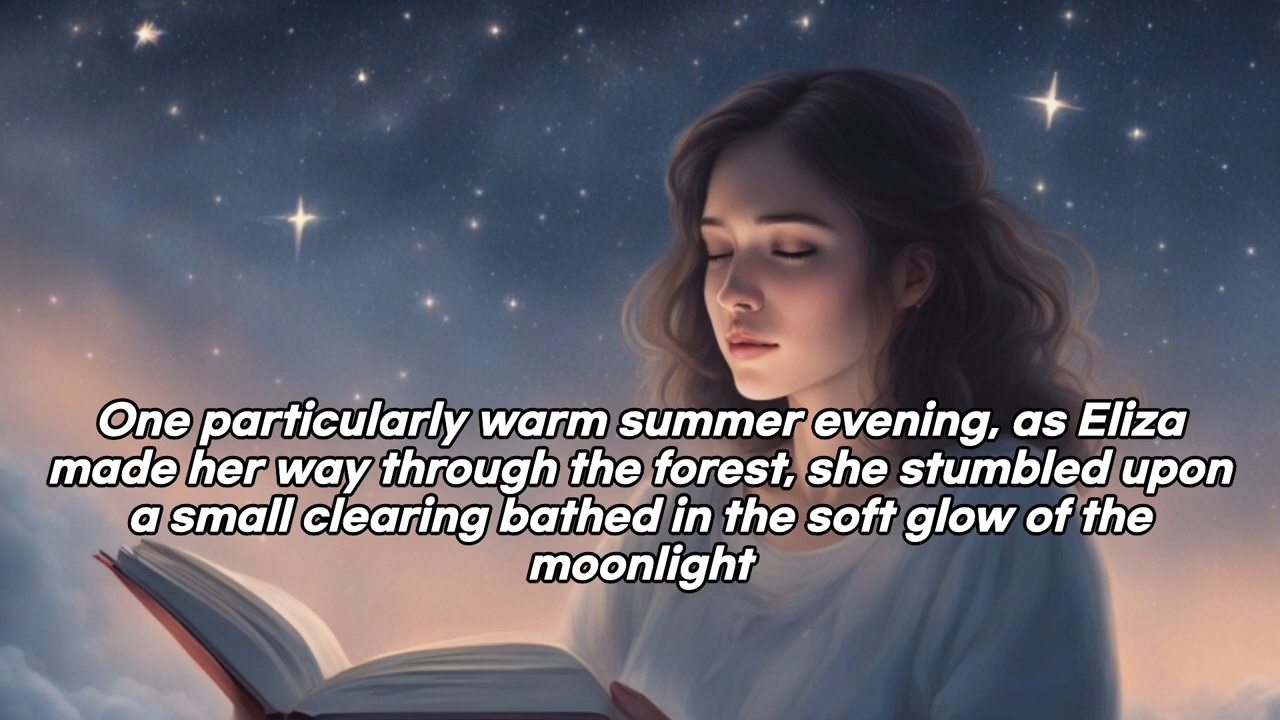 One particularly warm summer evening, as Eliza
made her way through the forest, she stumbled upon
a small clearing bathed in the soft glow of the
moonlight